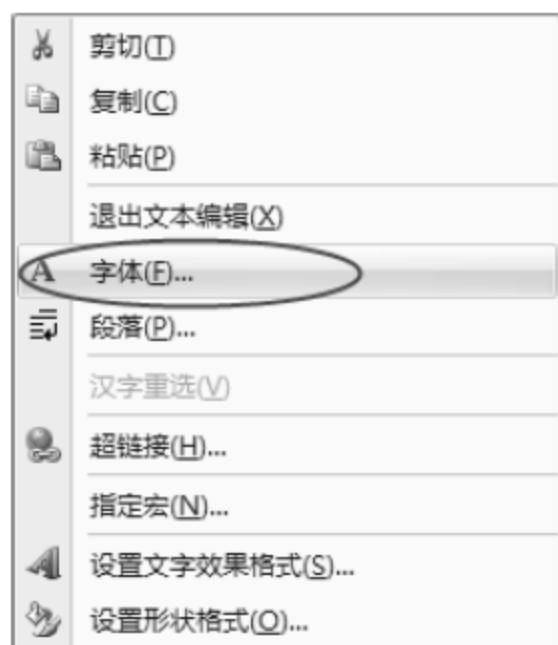 剪切(T)
复制(C)
粘贴(P)
退出文本编辑(X)
字体(F)...
段落(P)...
汉字重选(V)
超链接(H)...
指定宏(N)...
设置文字效果格式(S)...
设置形状格式(O)...